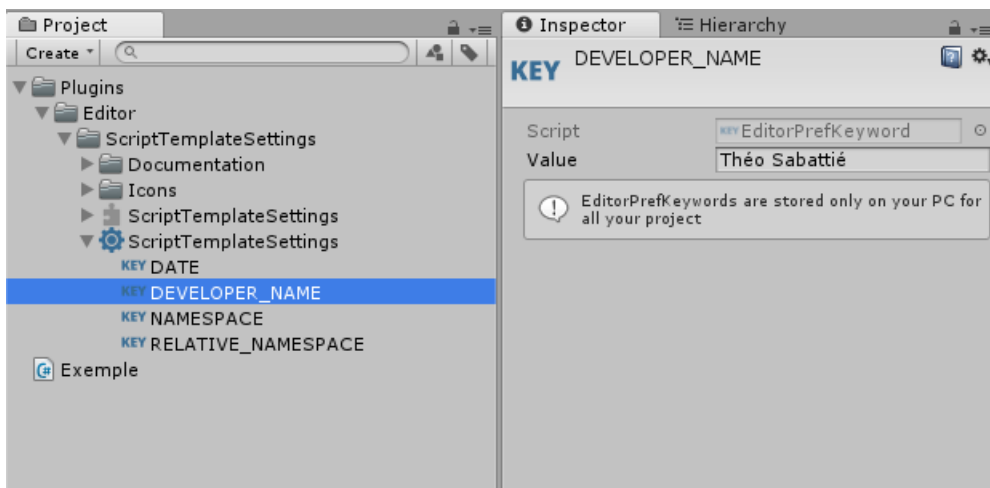 Project
Create
Plugins
Editor
ScriptTemplateSettings
Documentation
Icons
ScriptTemplateSettings
ScriptTemplateSettings
KEY DATE
KEY DEVELOPER_NAME
KEY NAMESPACE
KEY RELATIVE_NAMESPACE
C# Exemple
Inspector
Hierarchy
KEY DEVELOPER_NAME
Script KEY EditorPrefKeyword
Value Théo Sabattié
EditorPrefKeywords are stored only on your PC for
all your project